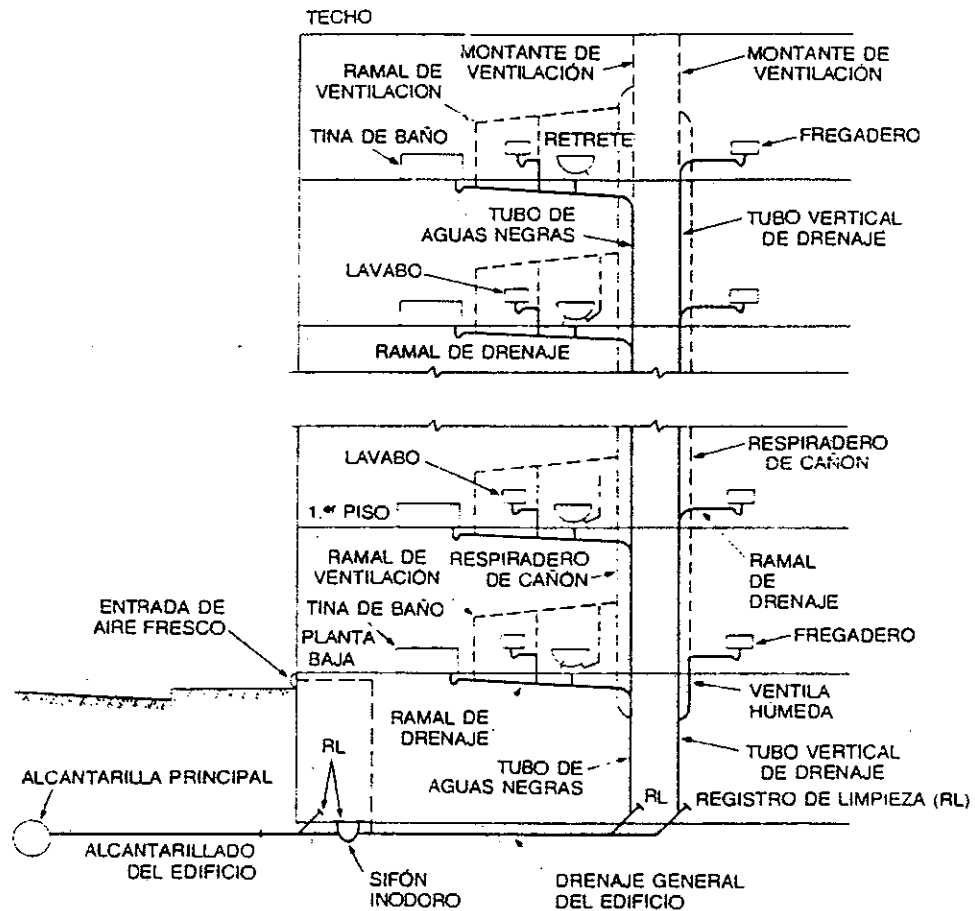 TECHO
MONTANTE DE
VENTILACIÓN
MONTANTE DE
VENTILACIÓN
RAMAL DE
VENTILACION
TINA DE BAÑO
RETRETE
FREGADERO
TUBO DE
AGUAS NEGRAS
TUBO VERTICAL
DE DRENAJE
LAVABO
RAMAL DE DRENAJE
LAVABO
RESPIRADERO
DE CAÑON
1.er PISO
RAMAL DE
VENTILACIÓN
RESPIRADERO
DE CAÑON
RAMAL
DE
DRENAJE
ENTRADA DE
AIRE FRESCO
TINA DE BAÑO
PLANTA
BAJA
FREGADERO
VENTILA
HÚMEDA
RAMAL DE
DRENAJE
RL
TUBO DE
AGUAS NEGRAS
TUBO VERTICAL
DE DRENAJE
ALCANTARILLA PRINCIPAL
RL
REGISTRO DE LIMPIEZA (RL)
ALCANTARILLADO
DEL EDIFICIO
SIFÓN
INODORO
DRENAJE GENERAL
DEL EDIFICIO